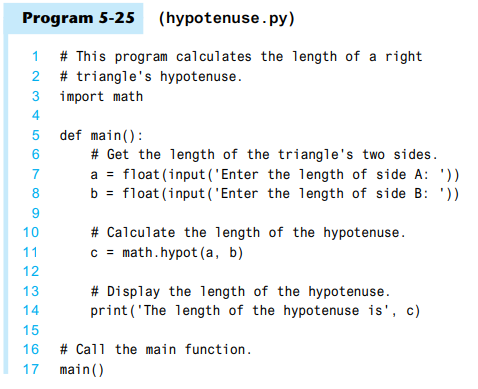 Program 5-25 (hypotenuse.py)
1 # This program calculates the length of a right
2 # triangle's hypotenuse.
3 import math
4
5 def main():
6     # Get the length of the triangle's two sides.
7     a = float(input('Enter the length of side A: '))
8     b = float(input('Enter the length of side B: '))
9
10     # Calculate the length of the hypotenuse.
11     c = math.hypot(a, b)
12
13     # Display the length of the hypotenuse.
14     print('The length of the hypotenuse is', c)
15
16 # Call the main function.
17 main()